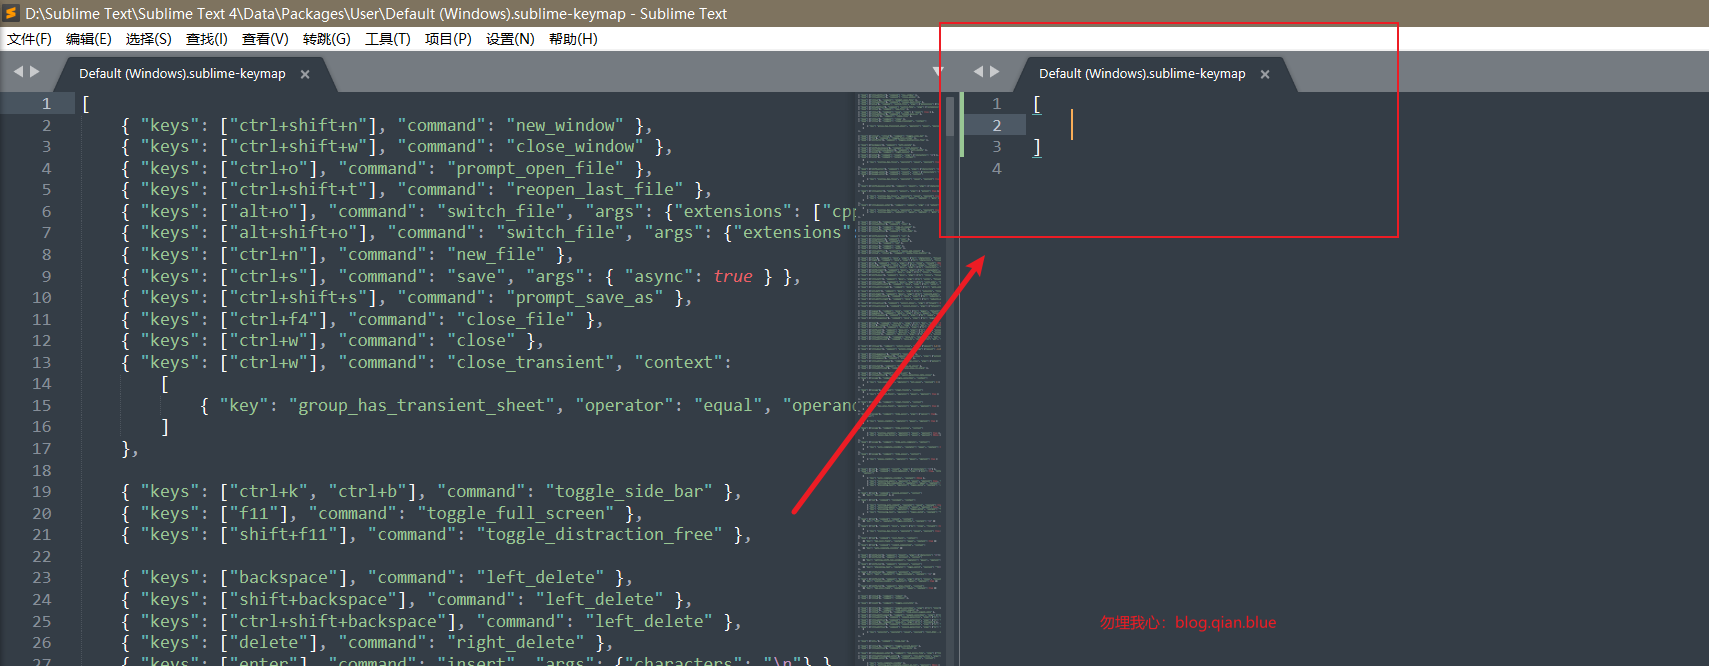 D:\Sublime Text\Sublime Text 4\Data\Packages\User\Default (Windows).sublime-keymap - Sublime Text
文件(F) 编辑(E) 选择(S) 查找(I) 查看(V) 转跳(G) 工具(T) 项目(P) 设置(N) 帮助(H)
Default (Windows).sublime-keymap ×
1 [
2 { "keys": ["ctrl+shift+n"], "command": "new_window" },
3 { "keys": ["ctrl+shift+w"], "command": "close_window" },
4 { "keys": ["ctrl+o"], "command": "prompt_open_file" },
5 { "keys": ["ctrl+shift+t"], "command": "reopen_last_file" },
6 { "keys": ["alt+o"], "command": "switch_file", "args": {"extensions": ["cpp
7 { "keys": ["alt+shift+o"], "command": "switch_file", "args": {"extensions"
8 { "keys": ["ctrl+n"], "command": "new_file" },
9 { "keys": ["ctrl+s"], "command": "save", "args": { "async": true } },
10 { "keys": ["ctrl+shift+s"], "command": "prompt_save_as" },
11 { "keys": ["ctrl+f4"], "command": "close_file" },
12 { "keys": ["ctrl+w"], "command": "close" },
13 { "keys": ["ctrl+w"], "command": "close_transient", "context":
14 [
15 { "key": "group_has_transient_sheet", "operator": "equal", "operand
16 ]
17 },
18
19 { "keys": ["ctrl+k", "ctrl+b"], "command": "toggle_side_bar" },
20 { "keys": ["f11"], "command": "toggle_full_screen" },
21 { "keys": ["shift+f11"], "command": "toggle_distraction_free" },
22
23 { "keys": ["backspace"], "command": "left_delete" },
24 { "keys": ["shift+backspace"], "command": "left_delete" },
25 { "keys": ["ctrl+shift+backspace"], "command": "left_delete" },
26 { "keys": ["delete"], "command": "right_delete" },
27 { "keys": ["enter"], "command": "insert", "args": {"characters": "\n"} }
Default (Windows).sublime-keymap ×
1 [
2
3 ]
4
勿埋我心：blog.qian.blue